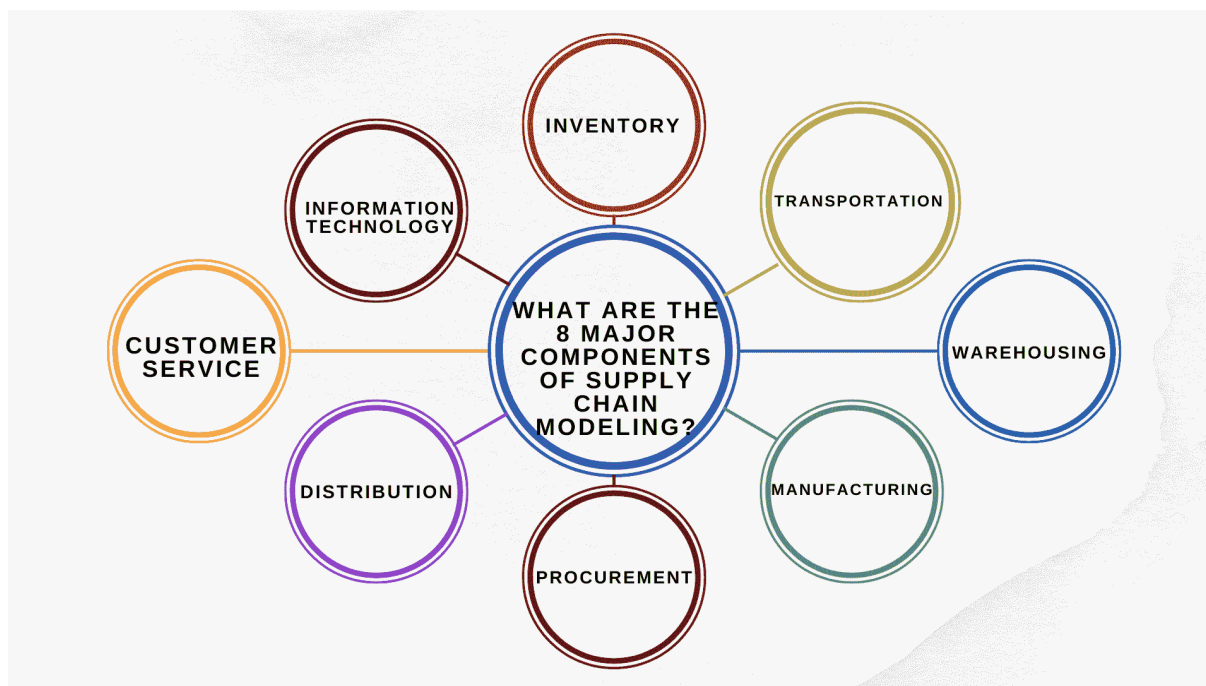 INVENTORY
TRANSPORTATION
INFORMATION
TECHNOLOGY
WHAT ARE THE
8 MAJOR
COMPONENTS
OF SUPPLY
CHAIN
MODELING?
CUSTOMER
SERVICE
WAREHOUSING
DISTRIBUTION
MANUFACTURING
PROCUREMENT